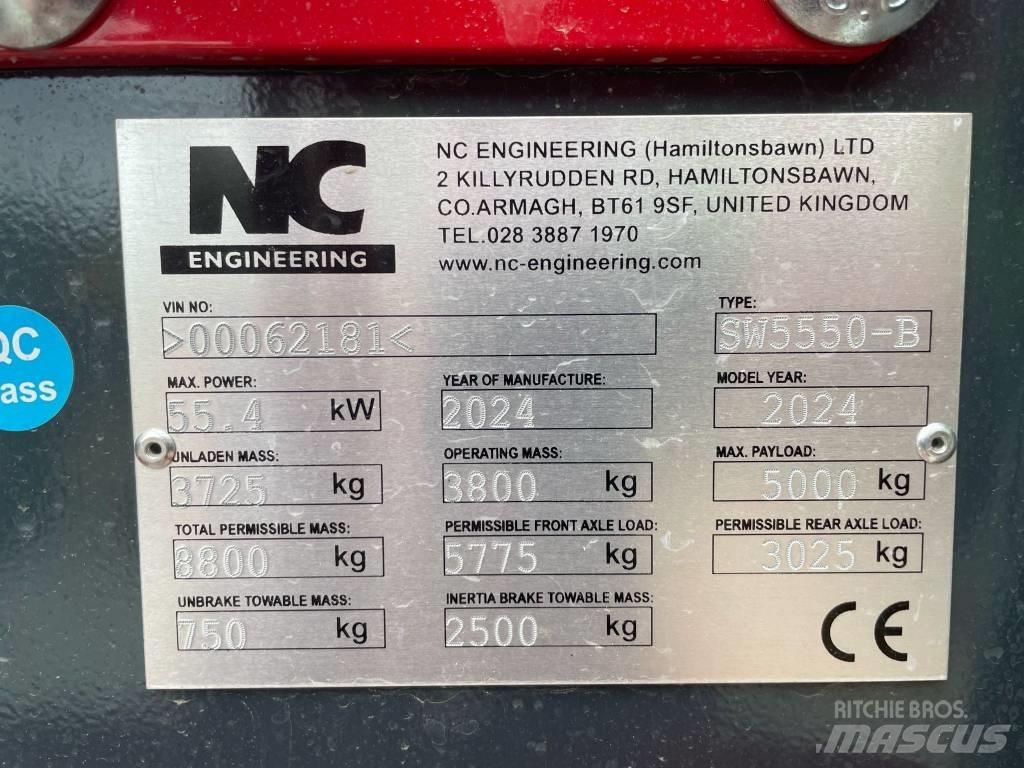 NC
ENGINEERING
NC ENGINEERING (Hamiltonsbawn) LTD
2 KILLYRUDDEN RD, HAMILTONSBAWN,
CO.ARMAGH, BT61 9SF, UNITED KINGDOM
TEL.028 3887 1970
www.nc-engineering.com
VIN NO: TYPE:
>00062181< SW5550-B
MAX. POWER: YEAR OF MANUFACTURE: MODEL YEAR:
55.4 kW 2024 2024
UNLADEN MASS: OPERATING MASS: MAX. PAYLOAD:
3725 kg 3800 kg 5000 kg
TOTAL PERMISSIBLE MASS: PERMISSIBLE FRONT AXLE LOAD: PERMISSIBLE REAR AXLE LOAD:
8800 kg 5775 kg 3025 kg
UNBRAKE TOWABLE MASS: INERTIA BRAKE TOWABLE MASS:
750 kg 2500 kg
CE
QC
RITCHIE BROS.
MASCUS